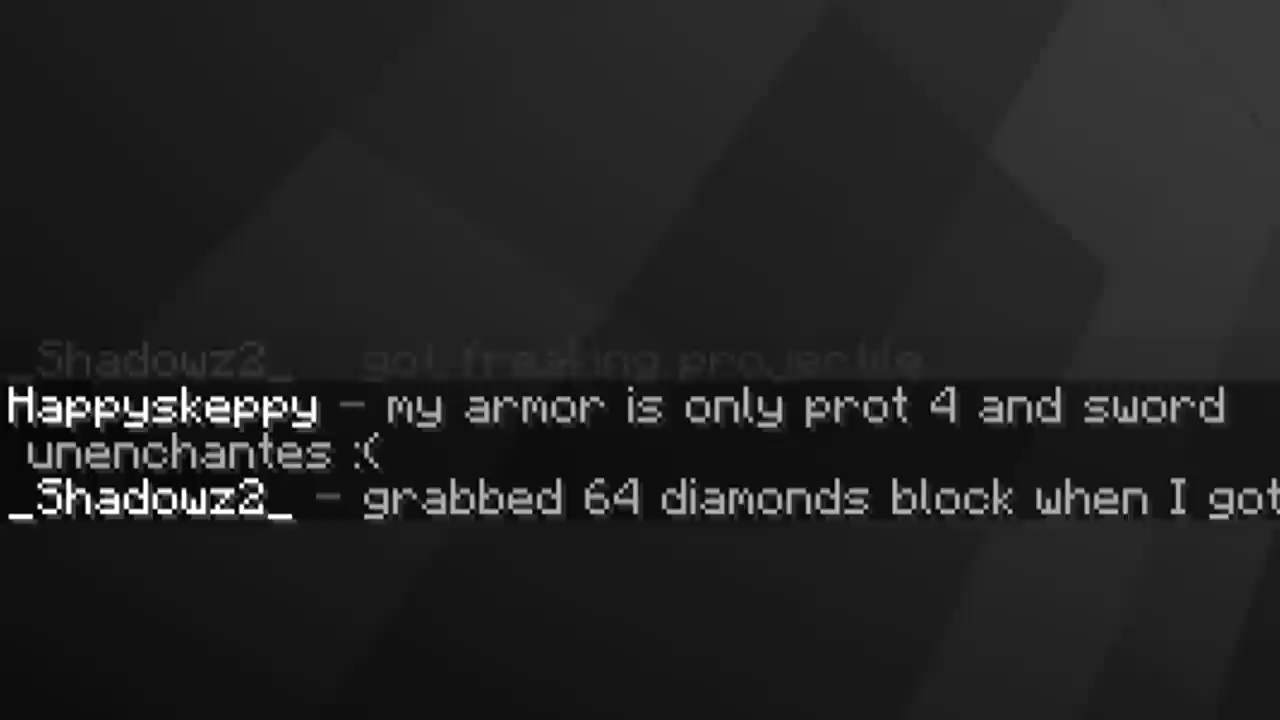 _Shadowz2_ - got freaking projectile
Happyskeppy - my armor is only prot 4 and sword
unenchantes :(
_Shadowz2_ - grabbed 64 diamonds block when I got